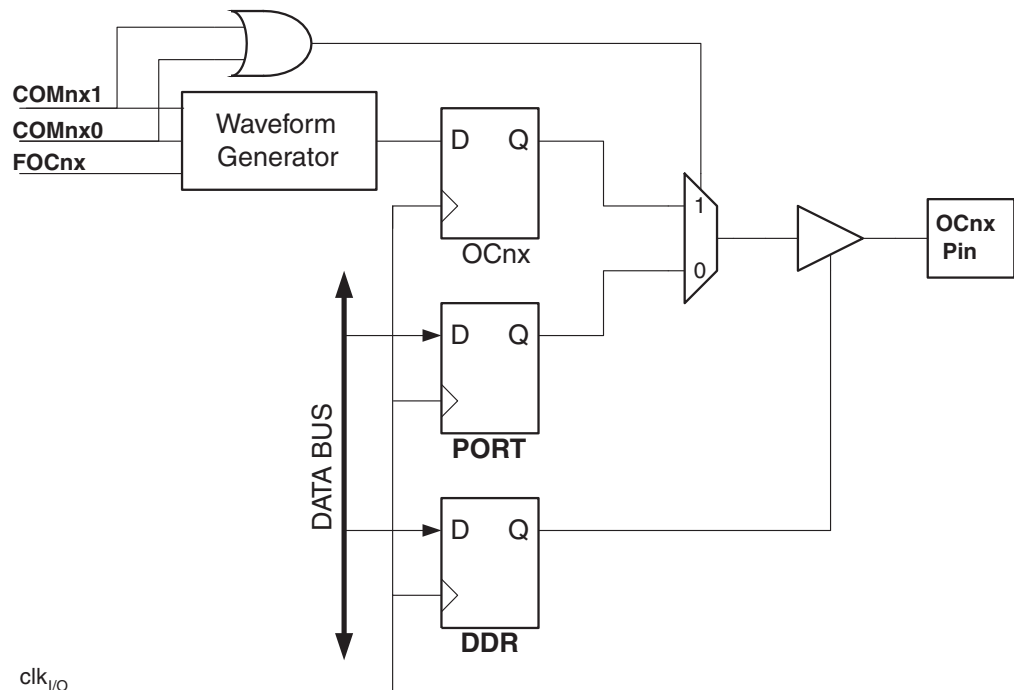 COMnx1
COMnx0
FOCnx
Waveform
Generator
D Q
OCnx
1
0
OCnx
Pin
D Q
PORT
DATA BUS
D Q
DDR
clkI/O